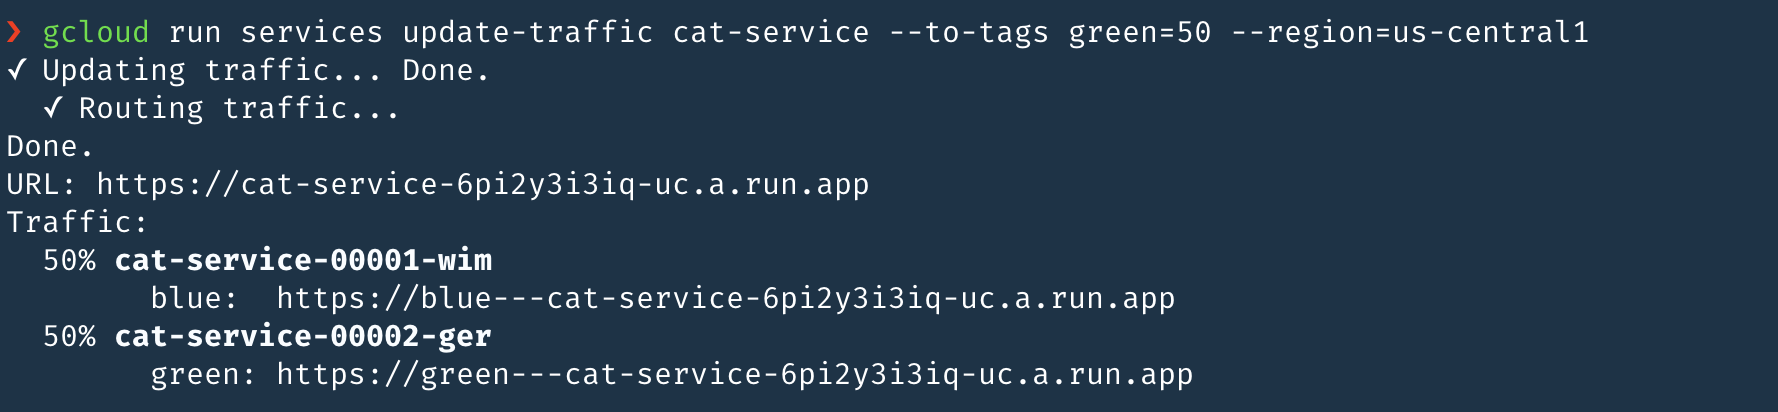 ❯ gcloud run services update-traffic cat-service --to-tags green=50 --region=us-central1
✓ Updating traffic... Done.
  ✓ Routing traffic...
Done.
URL: https://cat-service-6pi2y3i3iq-uc.a.run.app
Traffic:
  50% cat-service-00001-wim
        blue:  https://blue---cat-service-6pi2y3i3iq-uc.a.run.app
  50% cat-service-00002-ger
        green: https://green---cat-service-6pi2y3i3iq-uc.a.run.app